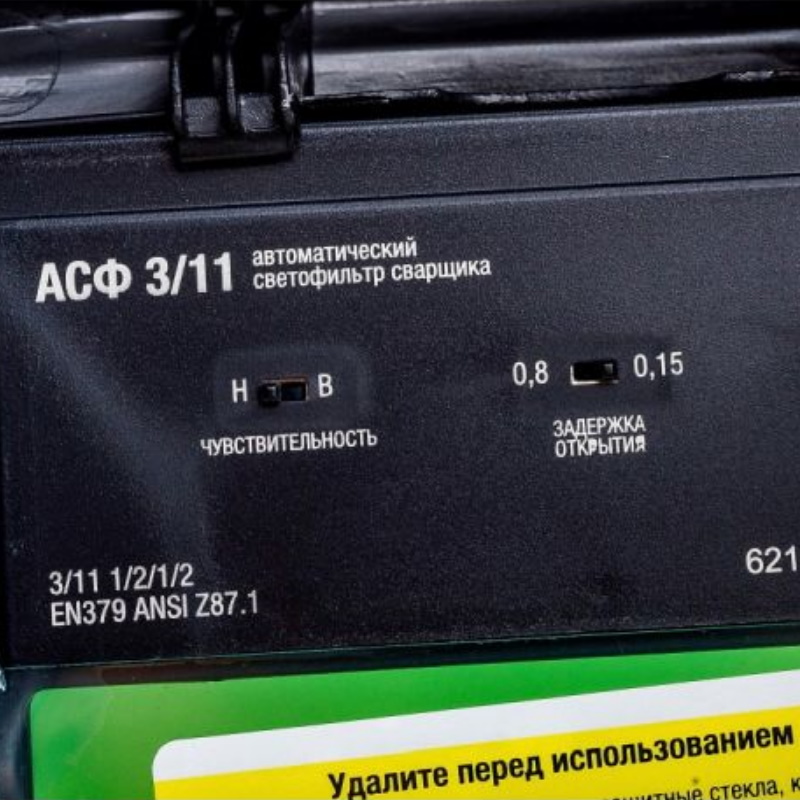 АСФ 3/11
автоматический
светофильтр сварщика
Н В
ЧУВСТВИТЕЛЬНОСТЬ
0,8 0,15
ЗАДЕРЖКА
ОТКРЫТИЯ
3/11 1/2/1/2
EN379 ANSI Z87.1
621
Удалите перед использованием
стекла,